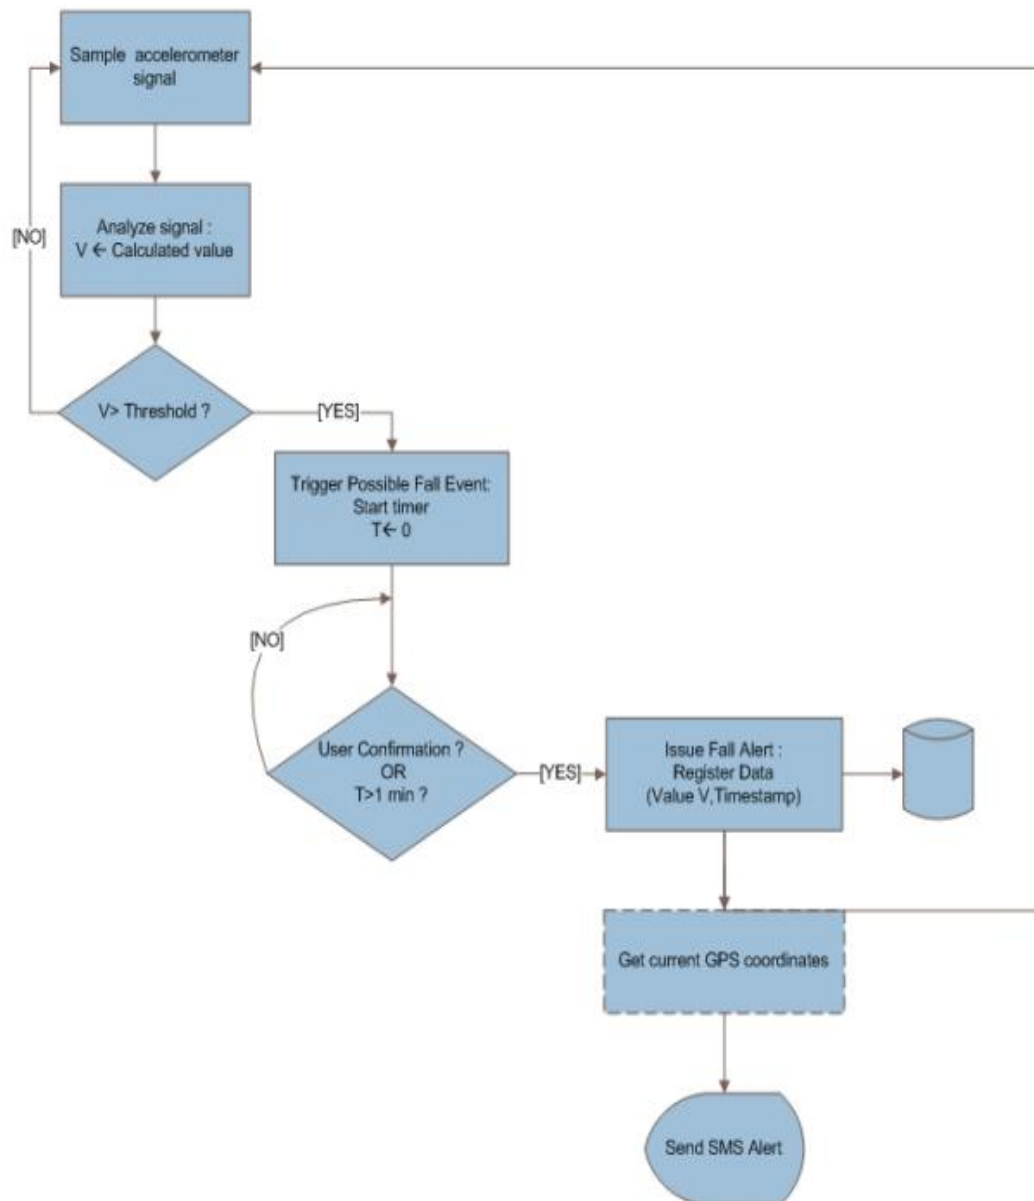 Sample accelerometer
signal
Analyze signal :
V ← Calculated value
[NO]
V> Threshold ?
[YES]
Trigger Possible Fall Event:
Start timer
T← 0
[NO]
User Confirmation ?
OR
T>1 min ?
[YES]
Issue Fall Alert :
Register Data
(Value V,Timestamp)
Get current GPS coordinates
Send SMS Alert